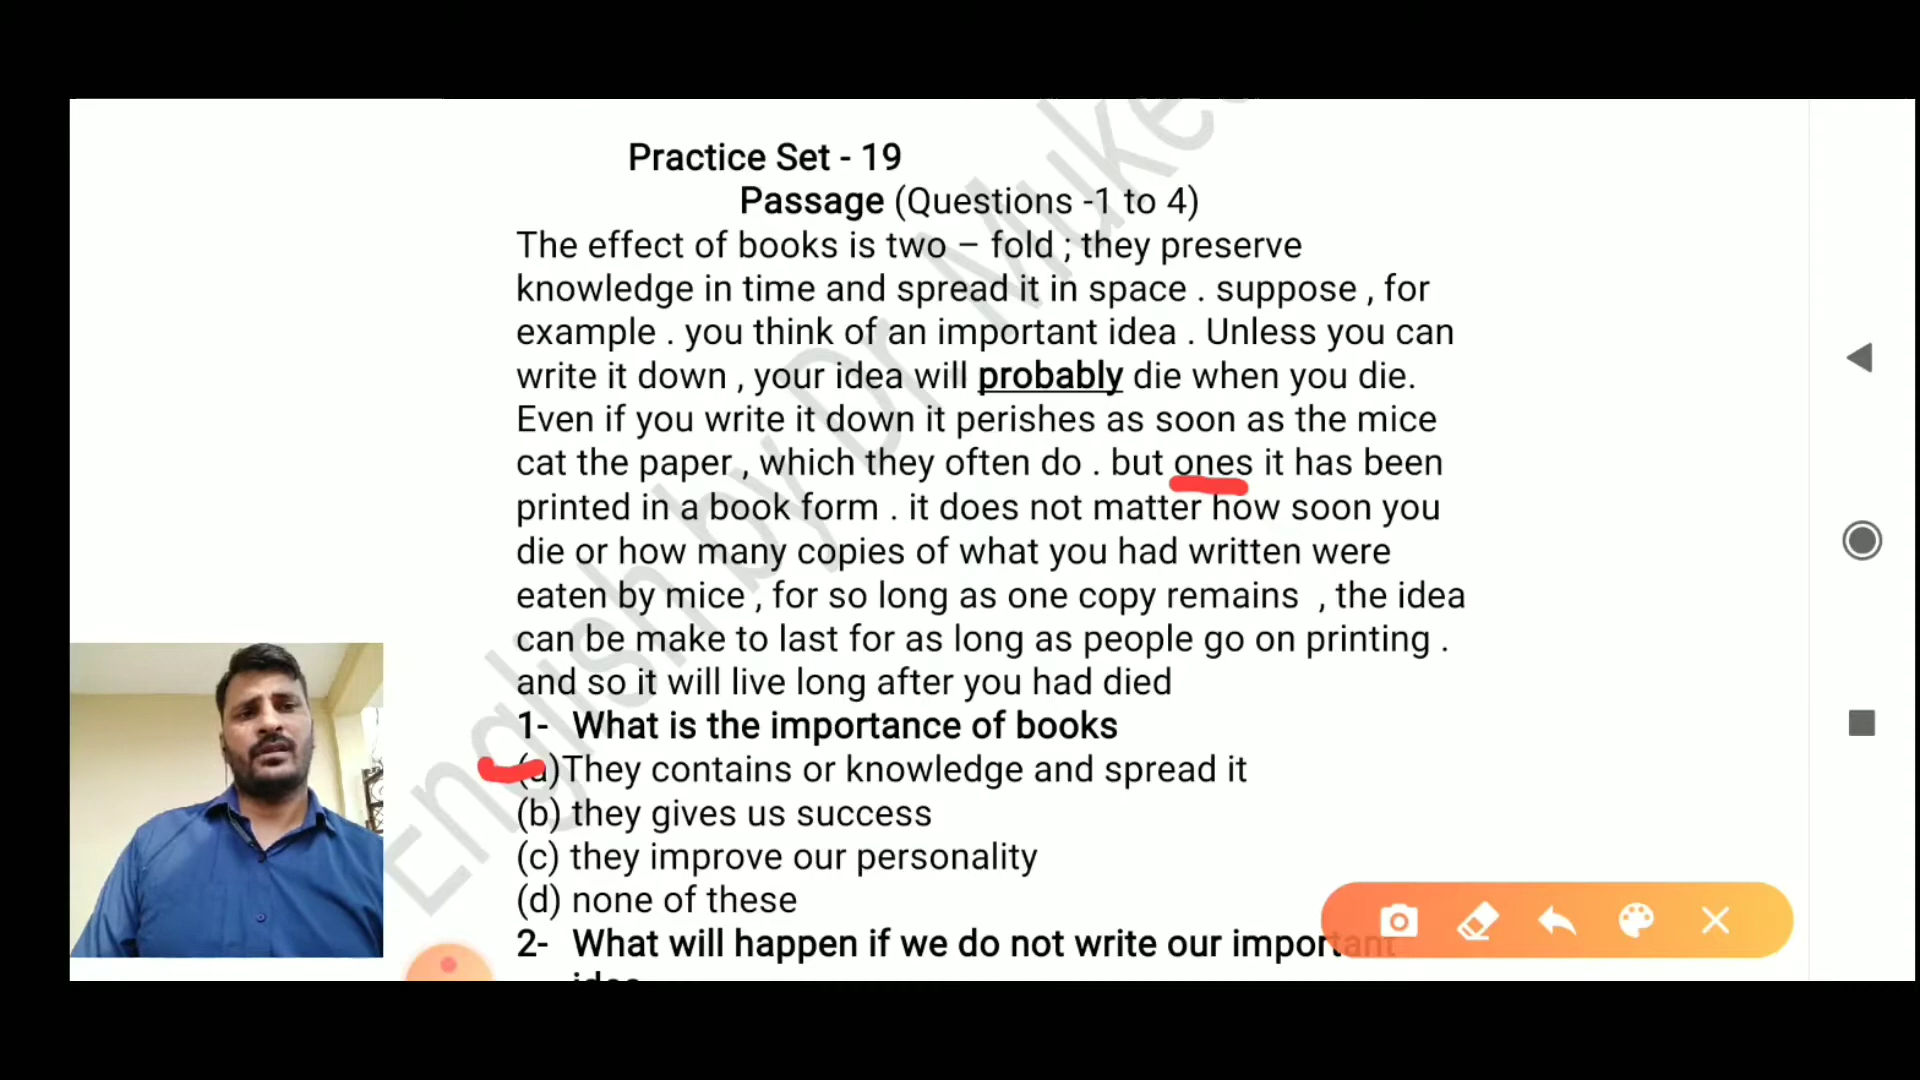 Practice Set - 19
Passage (Questions -1 to 4)
The effect of books is two – fold ; they preserve
knowledge in time and spread it in space . suppose , for
example . you think of an important idea . Unless you can
write it down , your idea will probably die when you die.
Even if you write it down it perishes as soon as the mice
cat the paper , which they often do . but ones it has been
printed in a book form . it does not matter how soon you
die or how many copies of what you had written were
eaten by mice , for so long as one copy remains , the idea
can be make to last for as long as people go on printing .
and so it will live long after you had died
1- What is the importance of books
(a)They contains or knowledge and spread it
(b) they gives us success
(c) they improve our personality
(d) none of these
2- What will happen if we do not write our important
English by Dr